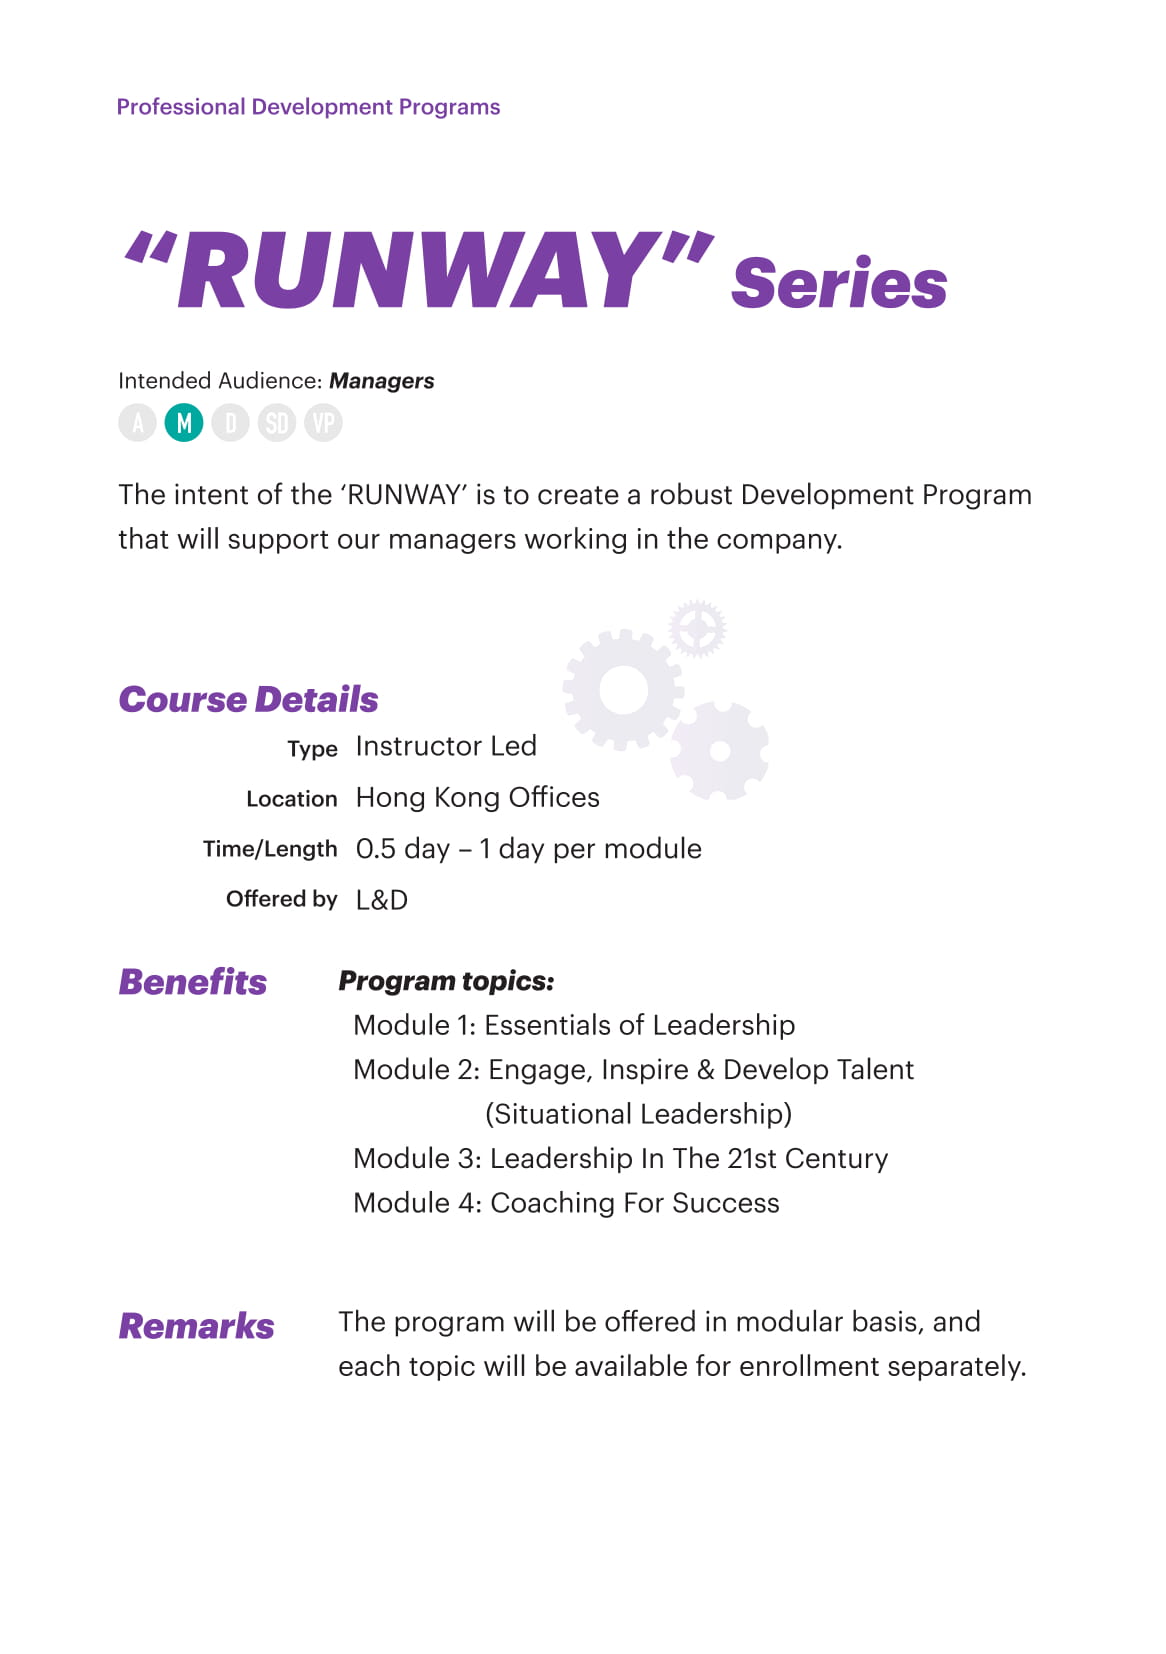 Professional Development Programs
“RUNWAY” Series
Intended Audience: Managers
A M D SD VP
The intent of the ‘RUNWAY’ is to create a robust Development Program
that will support our managers working in the company.
Course Details
Type Instructor Led
Location Hong Kong Offices
Time/Length 0.5 day – 1 day per module
Offered by L&D
Benefits Program topics:
Module 1: Essentials of Leadership
Module 2: Engage, Inspire & Develop Talent
(Situational Leadership)
Module 3: Leadership In The 21st Century
Module 4: Coaching For Success
Remarks The program will be offered in modular basis, and
each topic will be available for enrollment separately.